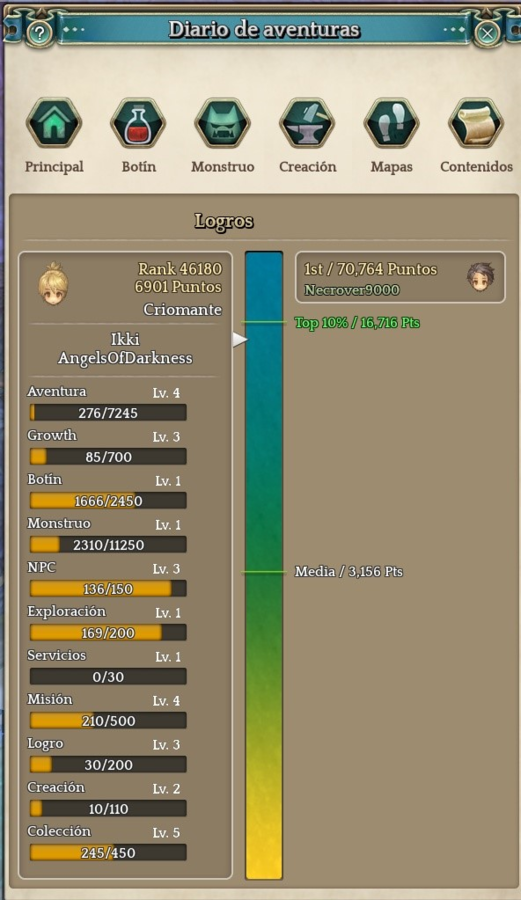 Diario de aventuras
?
Principal
Botín
Monstruo
Creación
Mapas
Contenidos
Logros
Rank 46180
6901 Puntos
Criomante
Ikki
AngelsOfDarkness
Aventura Lv. 4
276/7245
Growth Lv. 3
85/700
Botín Lv. 1
1666/2450
Monstruo Lv. 1
2310/11250
NPC Lv. 3
136/150
Exploración Lv. 1
169/200
Servicios Lv. 1
0/30
Misión Lv. 4
210/500
Logro Lv. 3
30/200
Creación Lv. 2
10/110
Colección Lv. 5
245/450
1st / 70,764 Puntos
Necrover9000
Top 10% / 16,716 Pts
Media / 3,156 Pts